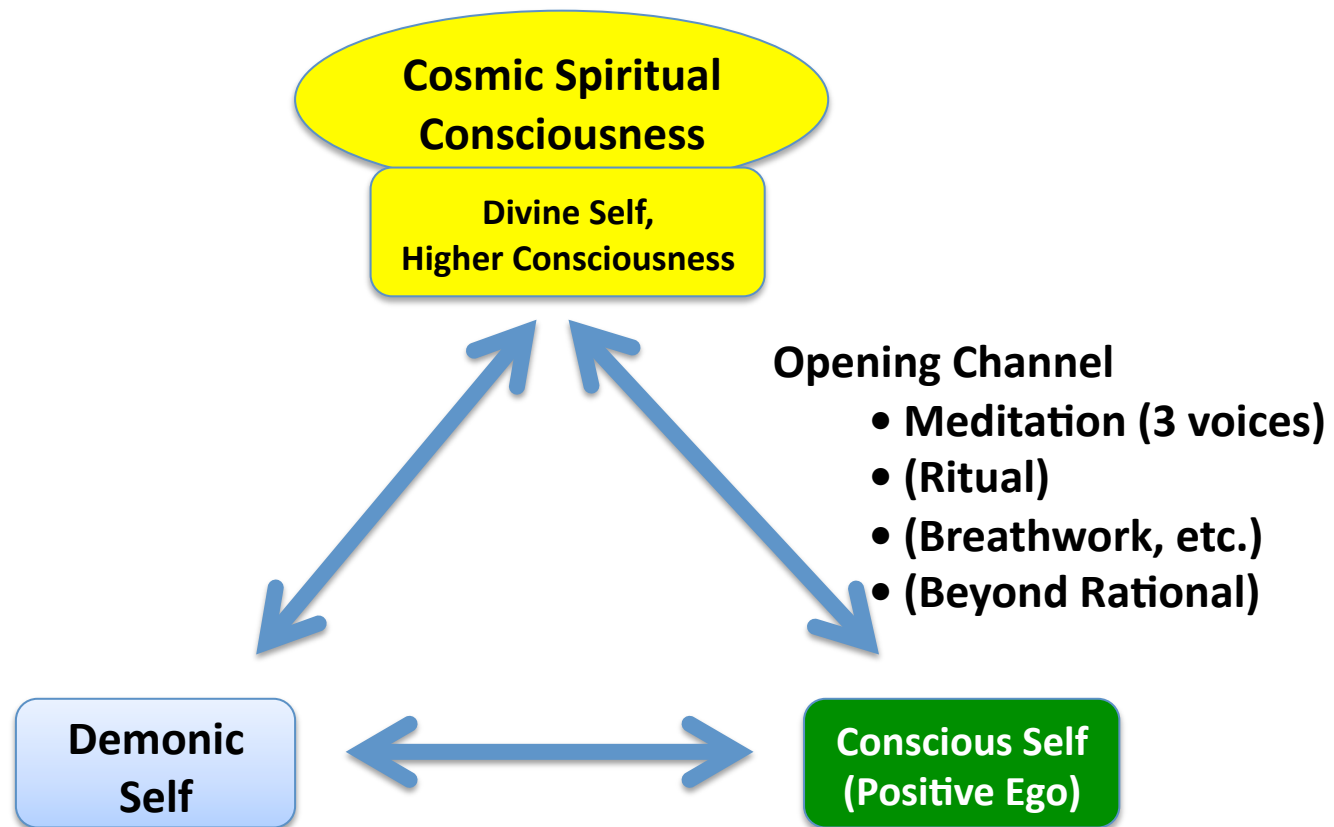 Cosmic Spiritual
Consciousness
Divine Self,
Higher Consciousness
Opening Channel
• Meditation (3 voices)
• (Ritual)
• (Breathwork, etc.)
• (Beyond Rational)
Demonic
Self
Conscious Self
(Positive Ego)